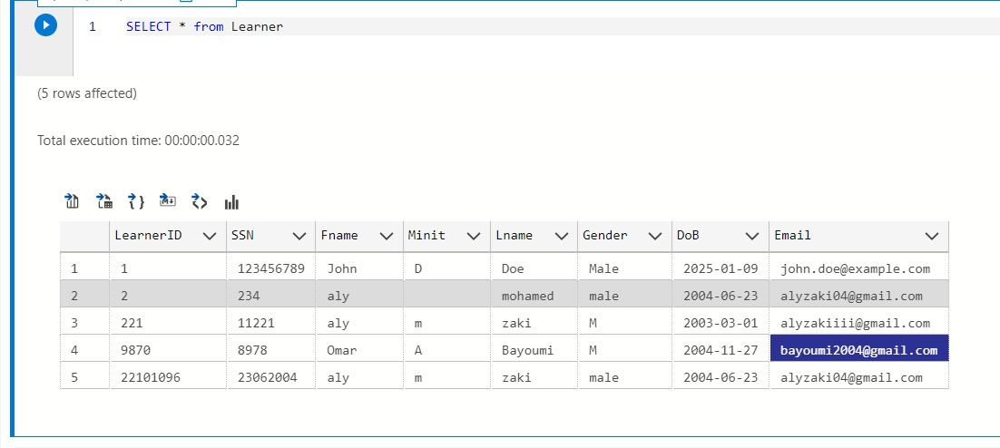 1 SELECT * from Learner
(5 rows affected)
Total execution time: 00:00:00.032
LearnerID SSN Fname Minit Lname Gender DoB Email
1 1 123456789 John D Doe Male 2025-01-09 john.doe@example.com
2 2 234 aly mohamed male 2004-06-23 alyzaki04@gmail.com
3 221 11221 aly m zaki M 2003-03-01 alyzakiiii@gmail.com
4 9870 8978 Omar A Bayoumi M 2004-11-27 bayoumi2004@gmail.com
5 22101096 23062004 aly m zaki male 2004-06-23 alyzaki04@gmail.com